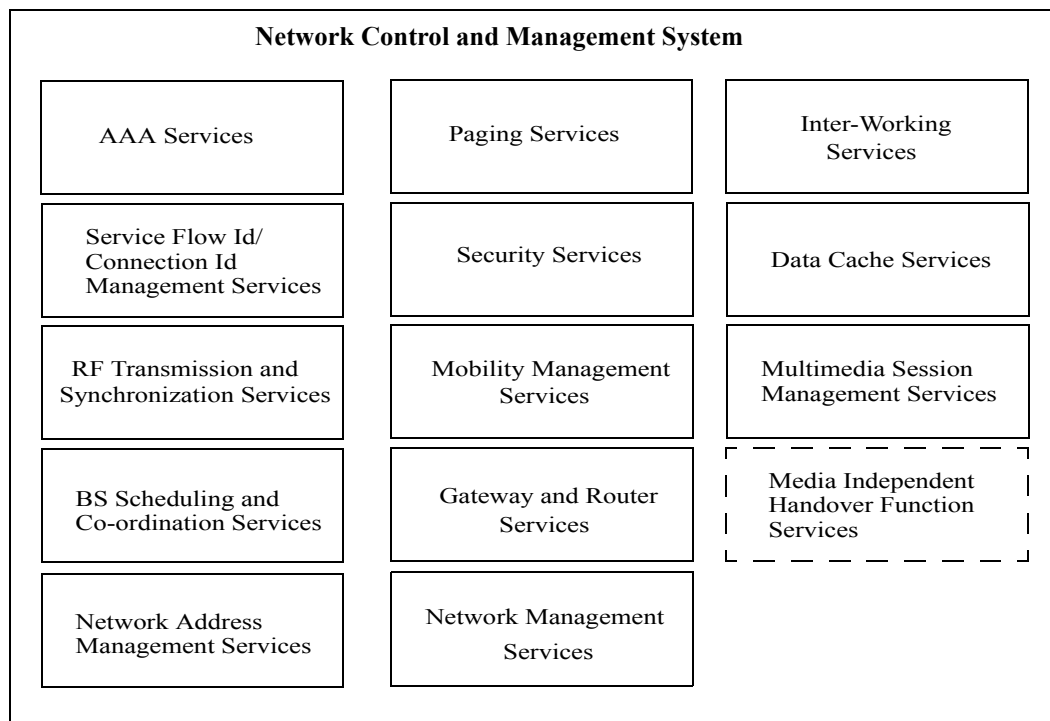 Network Control and Management System
AAA Services
Paging Services
Inter-Working
Services
Service Flow Id/
Connection Id
Management Services
Security Services
Data Cache Services
RF Transmission and
Synchronization Services
Mobility Management
Services
Multimedia Session
Management Services
BS Scheduling and
Co-ordination Services
Gateway and Router
Services
Media Independent
Handover Function
Services
Network Address
Management Services
Network Management
Services